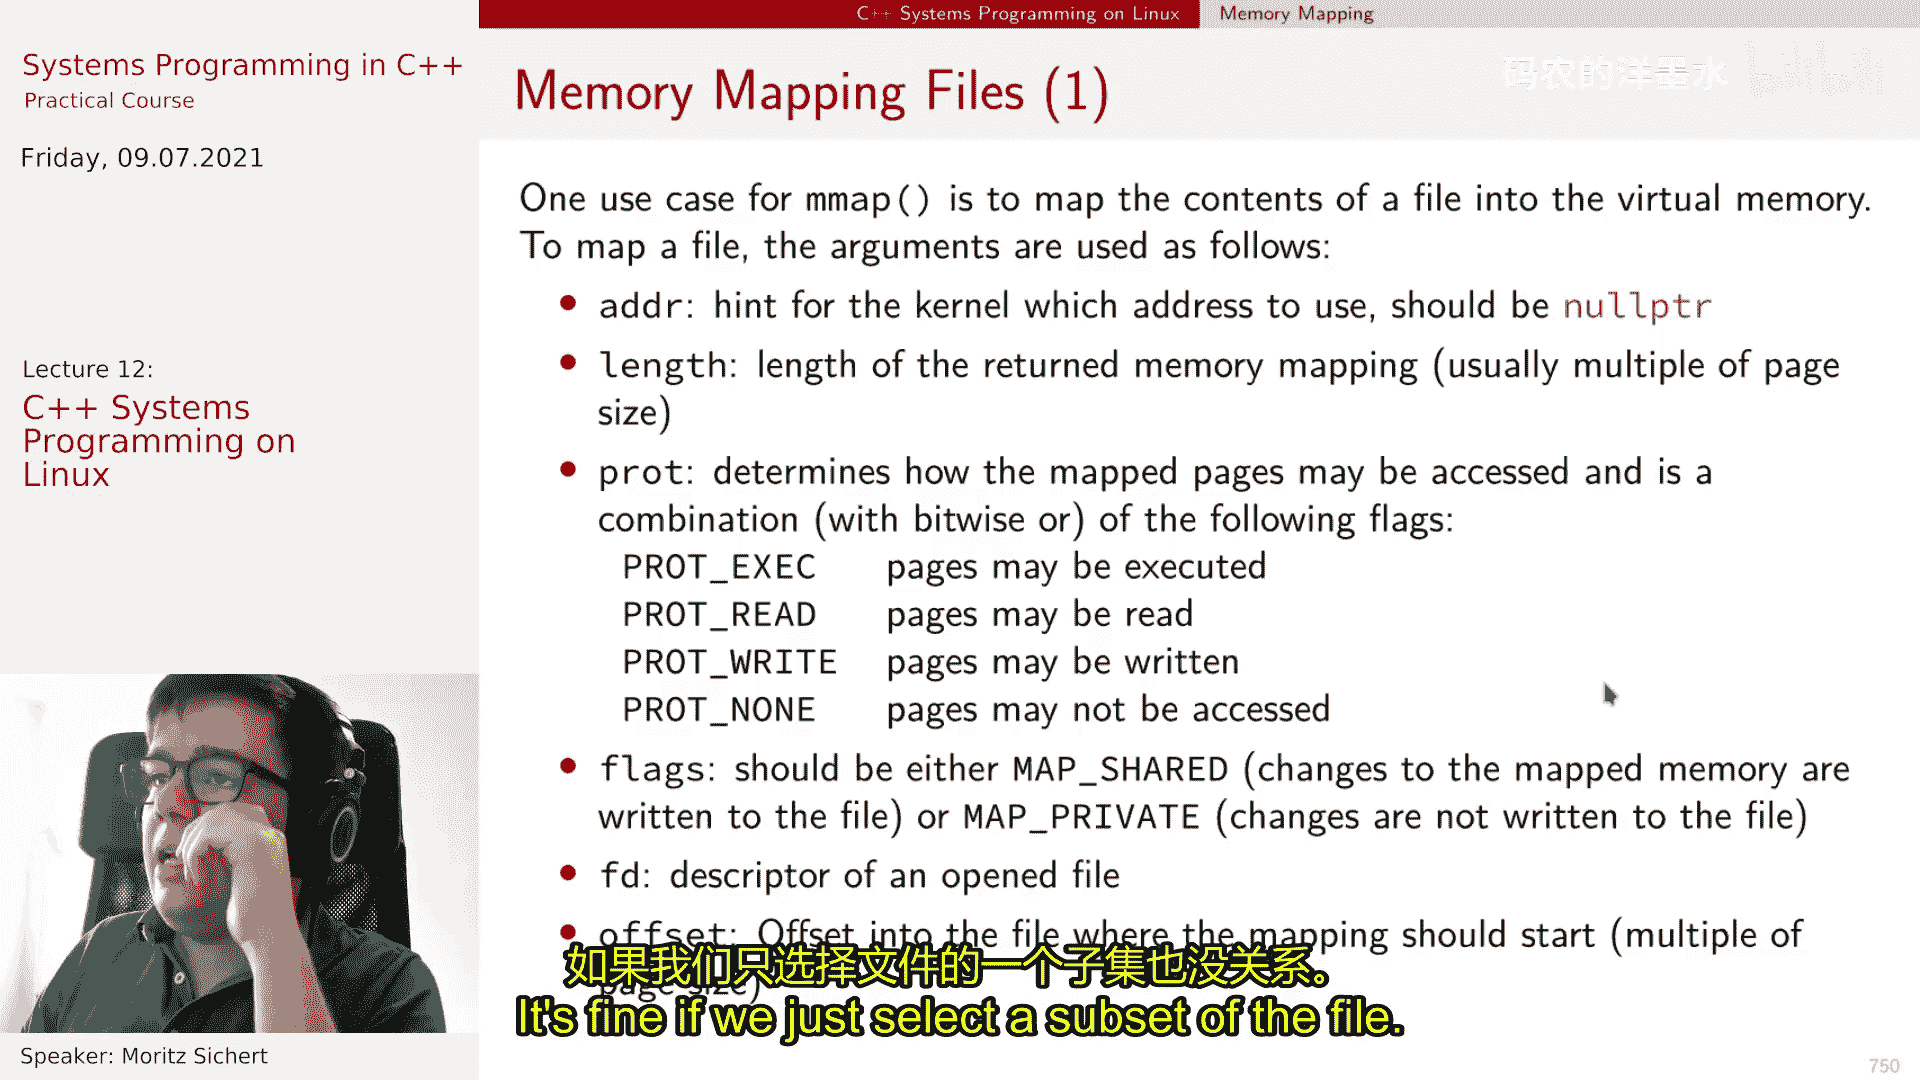 C++ Systems Programming on Linux
Memory Mapping
Systems Programming in C++
Practical Course
Friday, 09.07.2021
Lecture 12:
C++ Systems
Programming on
Linux
Speaker: Moritz Sichert
码农的洋墨水
Memory Mapping Files (1)
One use case for mmap() is to map the contents of a file into the virtual memory.
To map a file, the arguments are used as follows:
• addr: hint for the kernel which address to use, should be nullptr
• length: length of the returned memory mapping (usually multiple of page
size)
• prot: determines how the mapped pages may be accessed and is a
combination (with bitwise or) of the following flags:
PROT_EXEC pages may be executed
PROT_READ pages may be read
PROT_WRITE pages may be written
PROT_NONE pages may not be accessed
• flags: should be either MAP_SHARED (changes to the mapped memory are
written to the file) or MAP_PRIVATE (changes are not written to the file)
• fd: descriptor of an opened file
• offset: Offset into the file where the mapping should start (multiple of
page size)
如果我们只选择文件的一个子集也没关系。
It's fine if we just select a subset of the file.
750